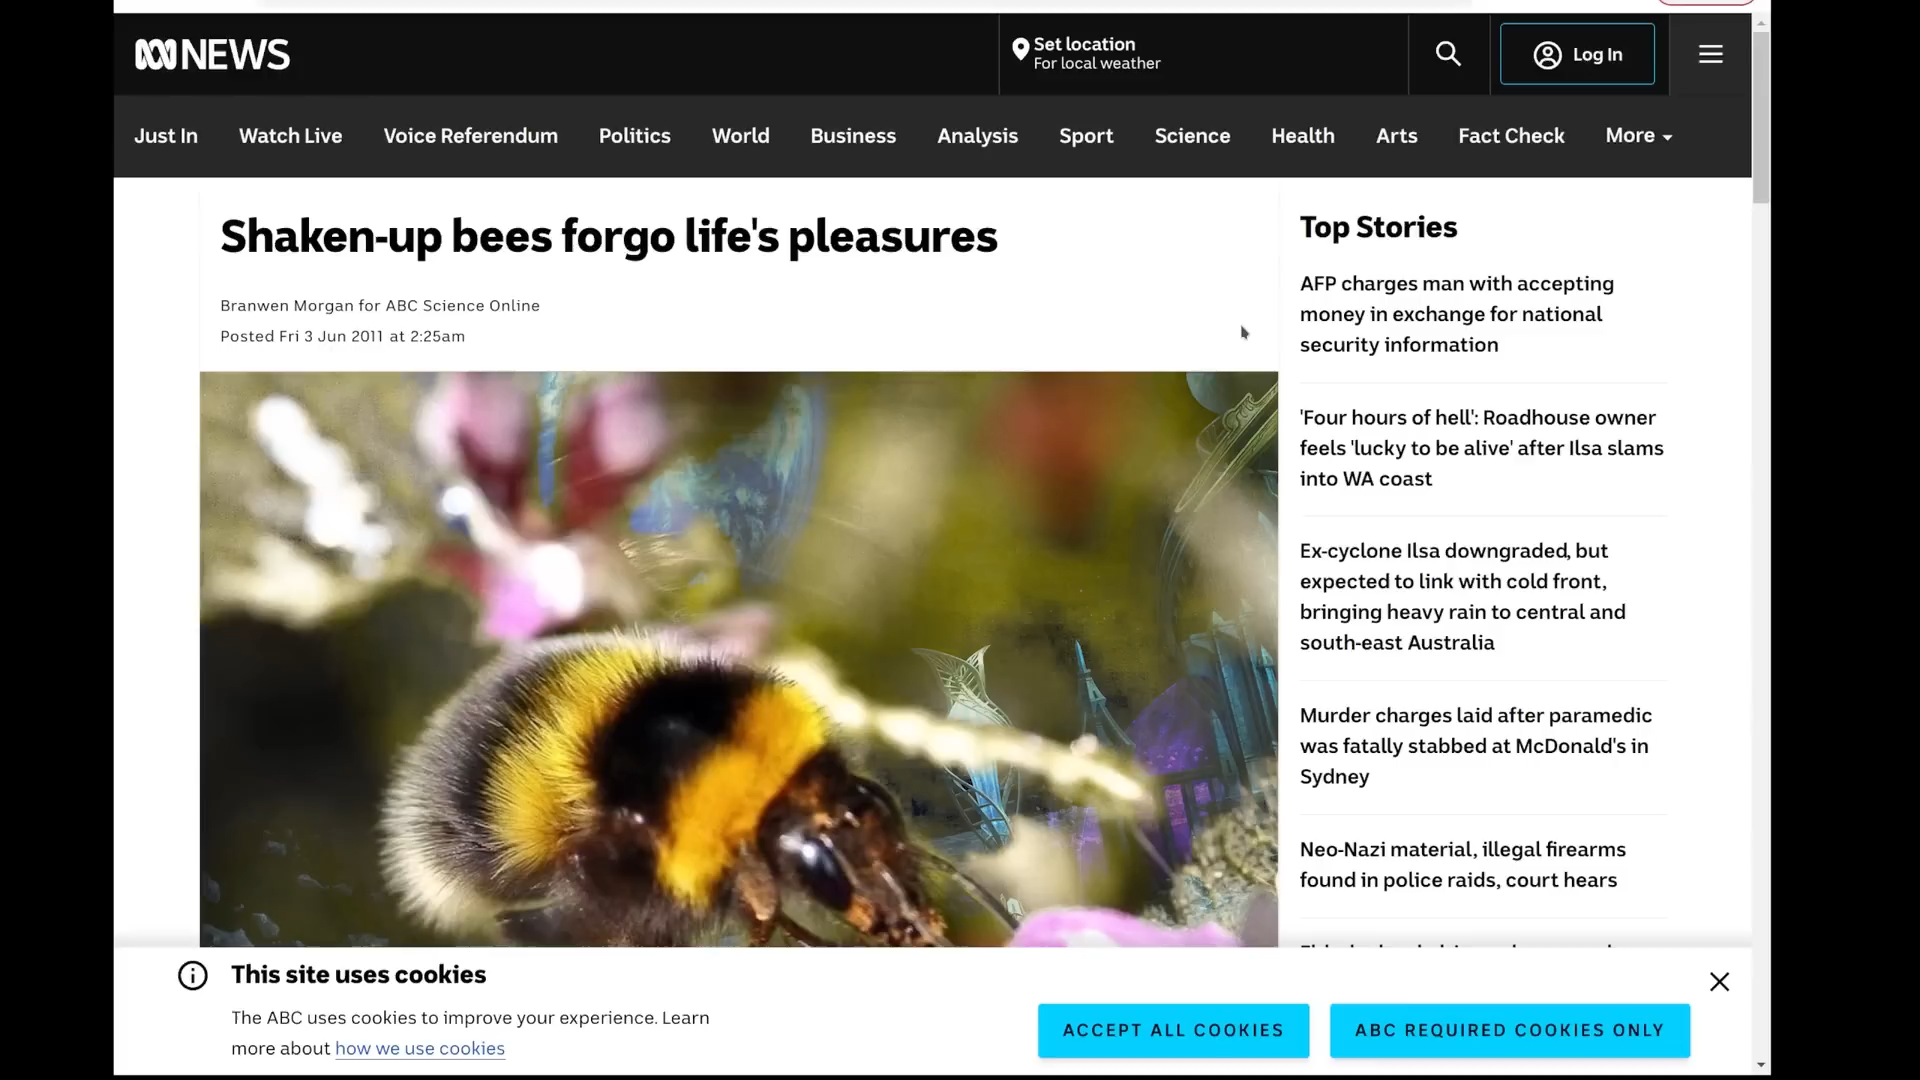 NEWS
Set location
For local weather
Log In
Just In Watch Live Voice Referendum Politics World Business Analysis Sport Science Health Arts Fact Check More
Shaken-up bees forgo life's pleasures
Branwen Morgan for ABC Science Online
Posted Fri 3 Jun 2011 at 2:25am
Top Stories
AFP charges man with accepting
money in exchange for national
security information
'Four hours of hell': Roadhouse owner
feels 'lucky to be alive' after Ilsa slams
into WA coast
Ex-cyclone Ilsa downgraded, but
expected to link with cold front,
bringing heavy rain to central and
south-east Australia
Murder charges laid after paramedic
was fatally stabbed at McDonald's in
Sydney
Neo-Nazi material, illegal firearms
found in police raids, court hears
This site uses cookies
The ABC uses cookies to improve your experience. Learn
more about how we use cookies
ACCEPT ALL COOKIES
ABC REQUIRED COOKIES ONLY